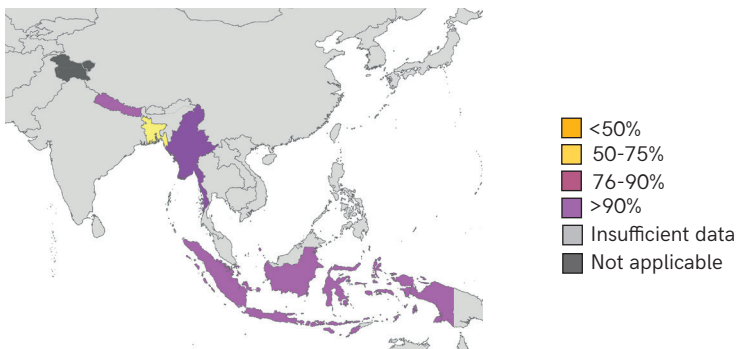 <50%
50-75%
76-90%
>90%
Insufficient data
Not applicable